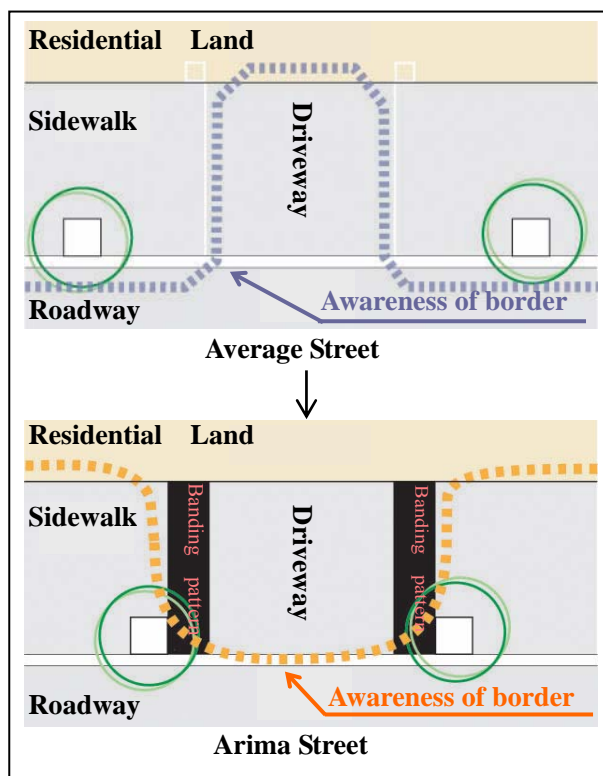 Residential Land
Sidewalk
Driveway
Roadway
Awareness of border
Average Street
Residential Land
Sidewalk
Banding pattern
Driveway
Banding pattern
Roadway
Awareness of border
Arima Street